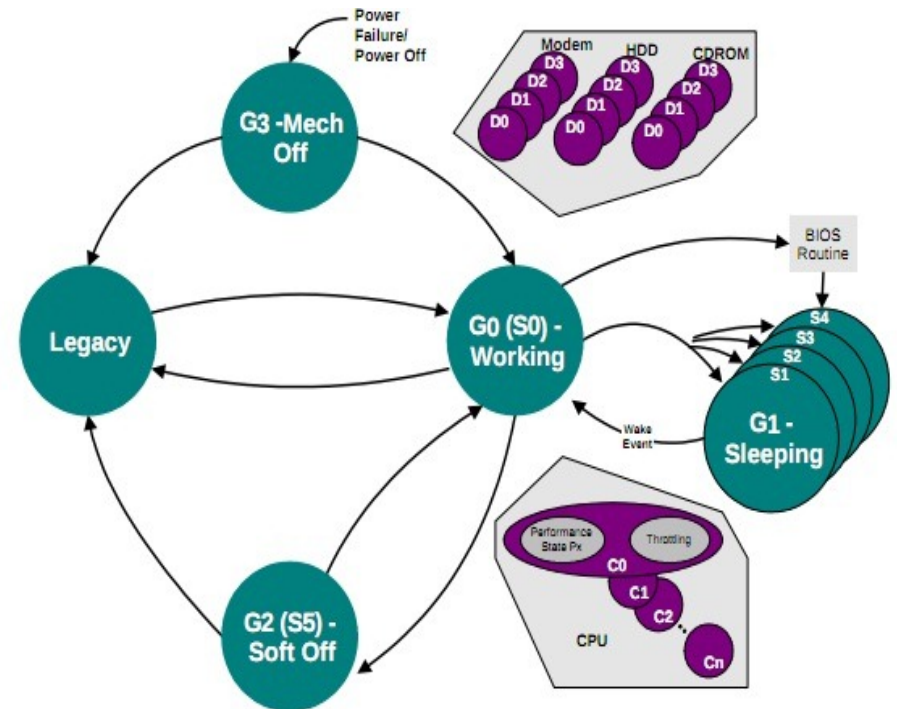 Power
Failure/
Power Off
G3 -Mech
Off
Modem
HDD
CDROM
D3
D2
D1
D0
D3
D2
D1
D0
D3
D2
D1
D0
BIOS
Routine
Legacy
G0 (S0) -
Working
S4
S3
S2
S1
G1 -
Sleeping
Wake
Event
Performance
State Px
Throttling
C0
C1
C2
Cn
CPU
G2 (S5) -
Soft Off